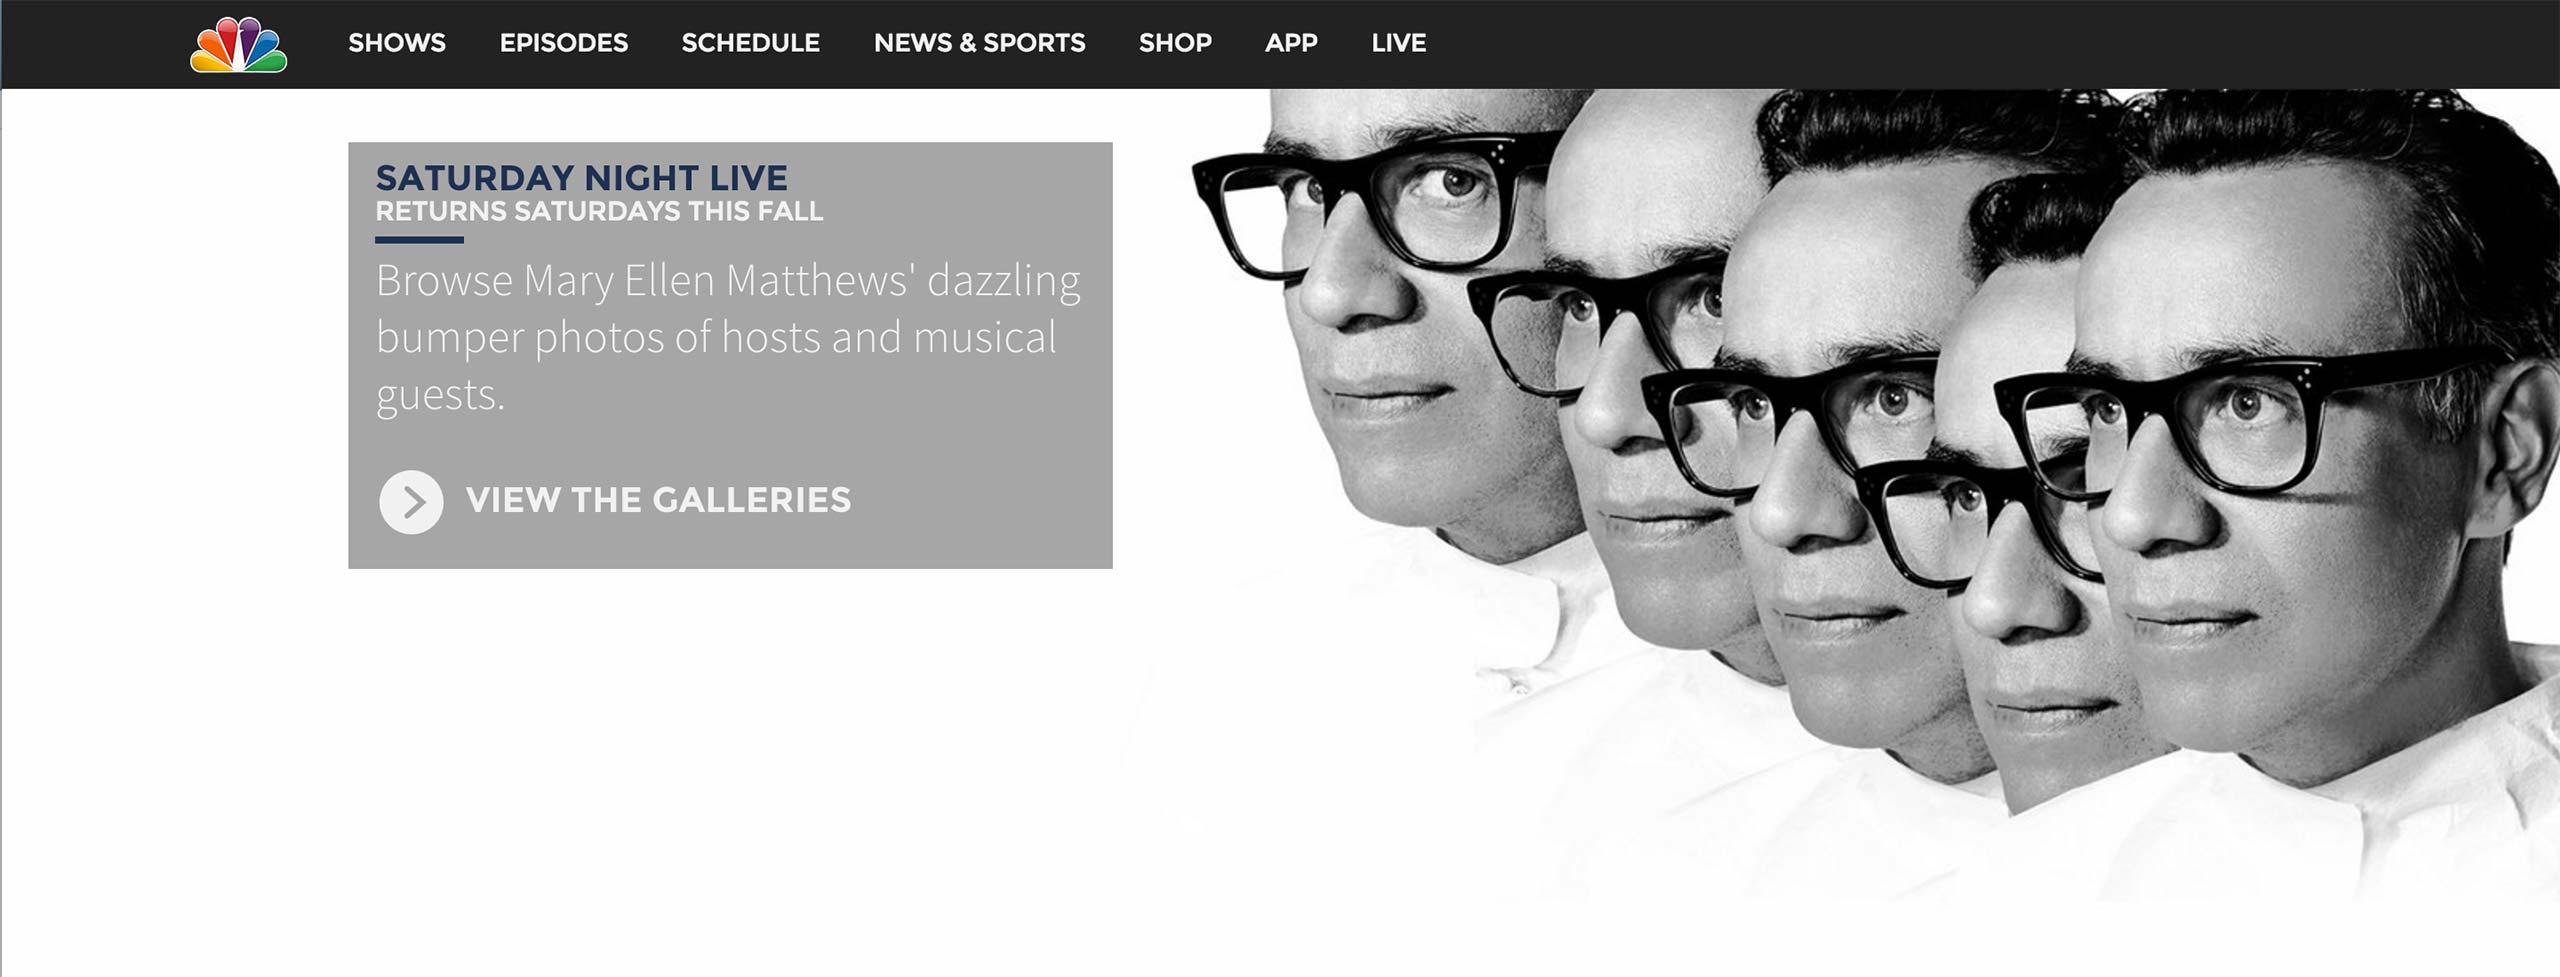 SHOWS EPISODES SCHEDULE NEWS & SPORTS SHOP APP LIVE
SATURDAY NIGHT LIVE
RETURNS SATURDAYS THIS FALL
Browse Mary Ellen Matthews' dazzling
bumper photos of hosts and musical
guests.
VIEW THE GALLERIES